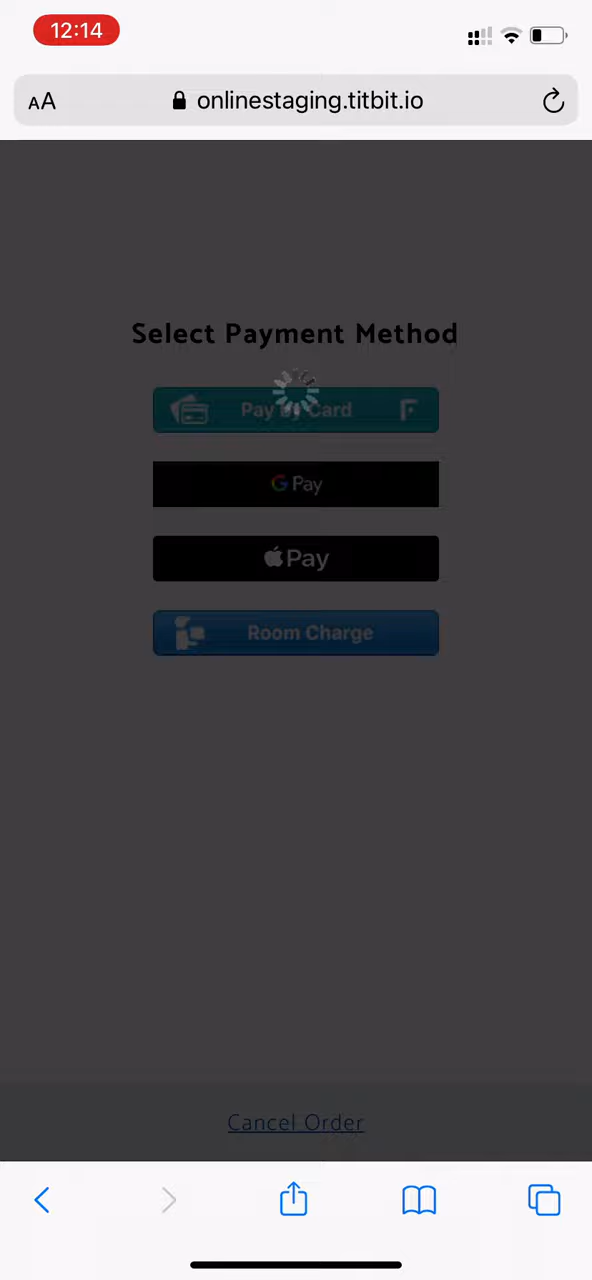 12:14
AA
onlinestaging.titbit.io
Select Payment Method
Pay by Card
G Pay
Pay
Room Charge
Cancel Order